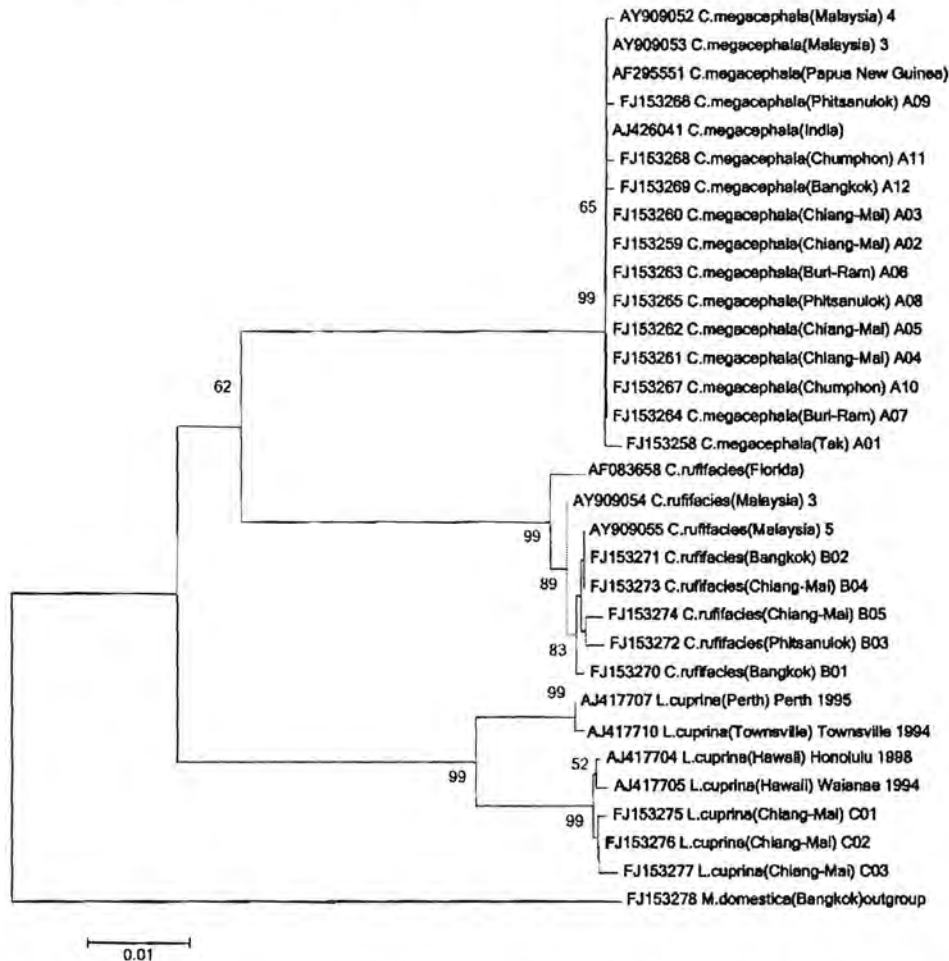 AY909052 C.megacephala(Malaysia) 4
AY909053 C.megacephala(Malaysia) 3
AF295551 C.megacephala(Papua New Guinea)
FJ153266 C.megacephala(Phitsanulok) A09
AJ426041 C.megacephala(India)
FJ153268 C.megacephala(Chumphon) A11
FJ153269 C.megacephala(Bangkok) A12
65
FJ153260 C.megacephala(Chiang-Mai) A03
FJ153259 C.megacephala(Chiang-Mai) A02
FJ153263 C.megacephala(Buri-Ram) A06
99
FJ153265 C.megacephala(Phitsanulok) A08
FJ153262 C.megacephala(Chiang-Mai) A05
FJ153261 C.megacephala(Chiang-Mai) A04
62
FJ153267 C.megacephala(Chumphon) A10
FJ153264 C.megacephala(Buri-Ram) A07
FJ153258 C.megacephala(Tak) A01
AF083658 C.rufifacies(Florida)
AY909054 C.rufifacies(Malaysia) 3
99
AY909055 C.rufifacies(Malaysia) 5
FJ153271 C.rufifacies(Bangkok) B02
89
FJ153273 C.rufifacies(Chiang-Mai) B04
FJ153274 C.rufifacies(Chiang-Mai) B05
83
FJ153272 C.rufifacies(Phitsanulok) B03
FJ153270 C.rufifacies(Bangkok) B01
99
AJ417707 L.cuprina(Perth) Perth 1995
AJ417710 L.cuprina(Townsville) Townsville 1994
52
AJ417704 L.cuprina(Hawaii) Honolulu 1998
99
AJ417705 L.cuprina(Hawaii) Waianae 1994
99
FJ153275 L.cuprina(Chiang-Mai) C01
FJ153276 L.cuprina(Chiang-Mai) C02
FJ153277 L.cuprina(Chiang-Mai) C03
FJ153278 M.domestica(Bangkok)outgroup
0.01